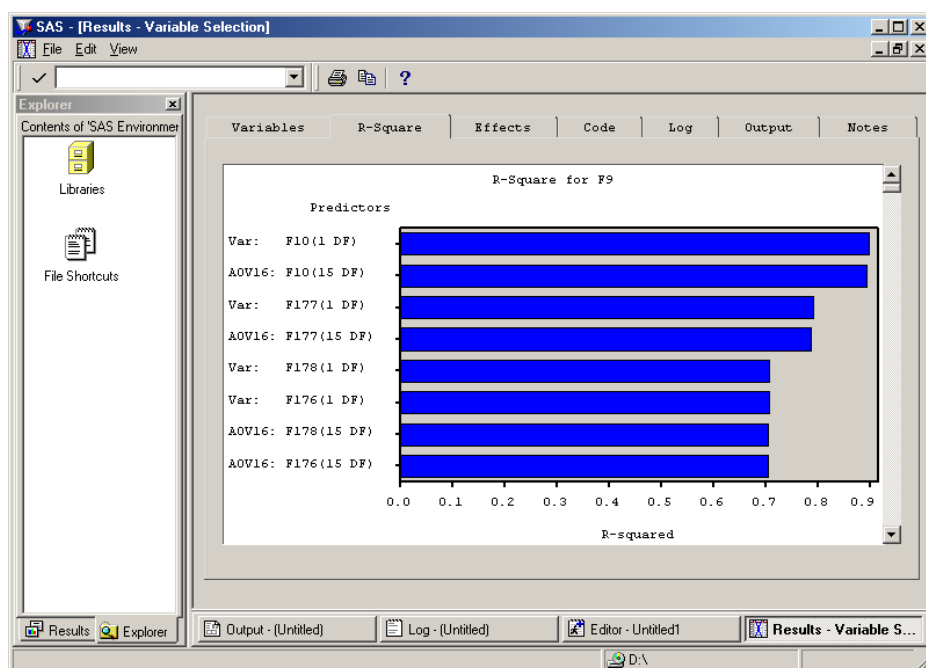 SAS - [Results - Variable Selection]
File Edit View
Explorer
Contents of 'SAS Environmer
Libraries
File Shortcuts
Results Explorer
Variables R-Square Effects Code Log Output Notes
R-Square for F9
Predictors
Var: F10(1 DF)
AOV16: F10(15 DF)
Var: F177(1 DF)
AOV16: F177(15 DF)
Var: F178(1 DF)
Var: F176(1 DF)
AOV16: F178(15 DF)
AOV16: F176(15 DF)
0.0 0.1 0.2 0.3 0.4 0.5 0.6 0.7 0.8 0.9
R-squared
Output - (Untitled) Log - (Untitled) Editor - Untitled1 Results - Variable S...
D:\